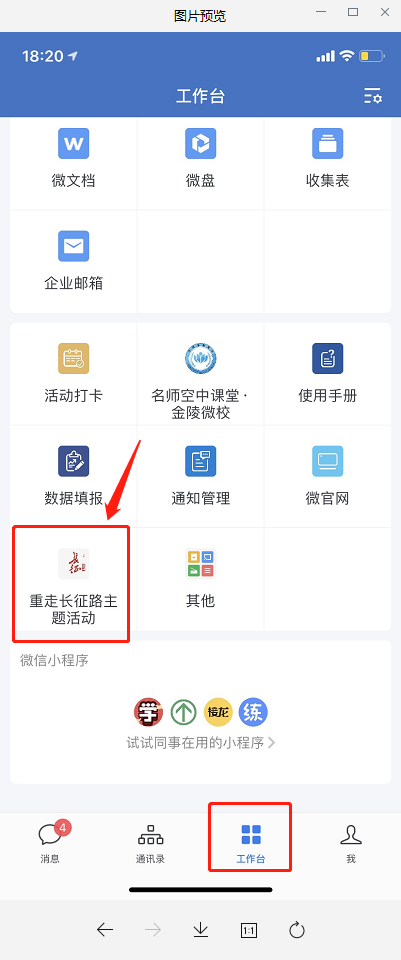 图片预览
18:20
工作台
W
微文档
微盘
收集表
企业邮箱
活动打卡
名师空中课堂·
金陵微校
使用手册
数据填报
通知管理
微官网
长征
重走长征路主
题活动
其他
微信小程序
学
接龙
练
试试同事在用的小程序
4
消息
通讯录
工作台
我
1:1